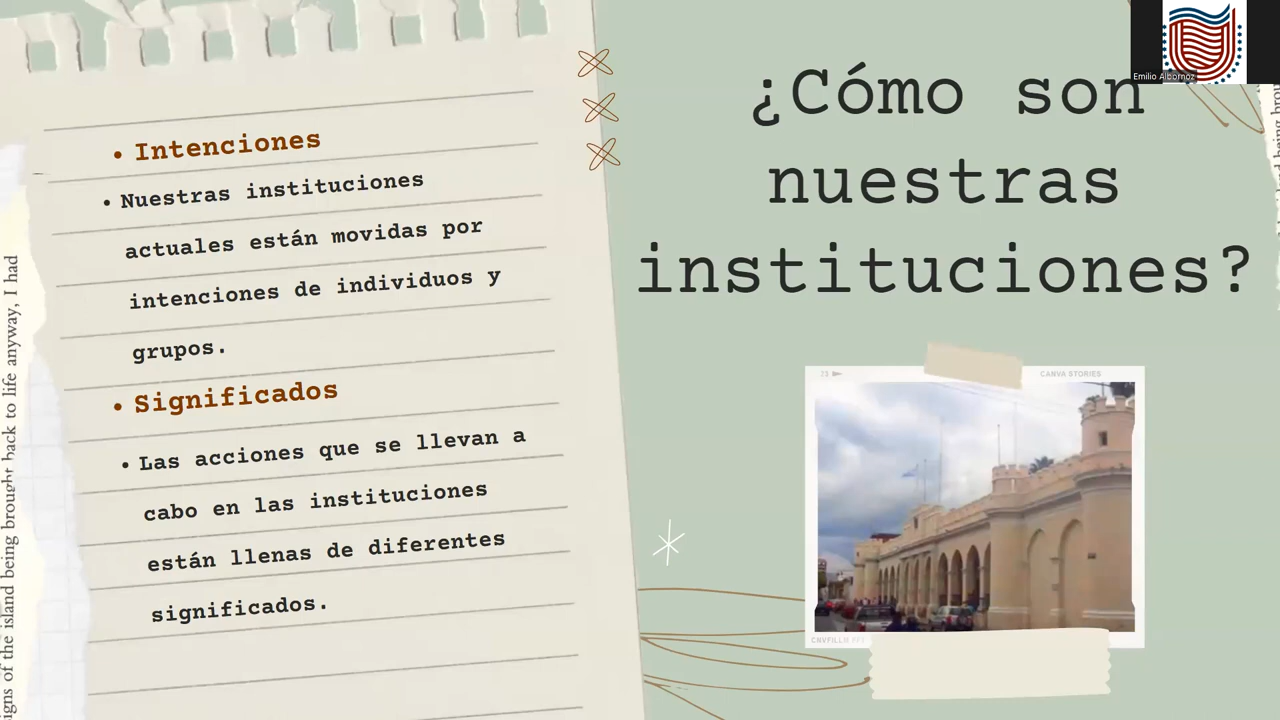 • Intenciones
• Nuestras instituciones
actuales están movidas por
intenciones de individuos y
grupos.
• Significados
• Las acciones que se llevan a
cabo en las instituciones
están llenas de diferentes
significados.
¿Cómo son
nuestras
instituciones?
Emilio Albornoz
23
CANVA STORIES
igns of the island being brought back to life anyway, I had